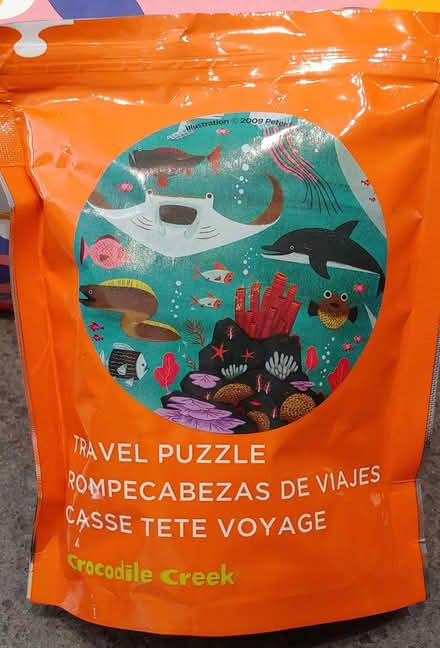 Illustration © 2009 Peter
TRAVEL PUZZLE
ROMPECABEZAS DE VIAJES
CASSE TETE VOYAGE
Crocodile Creek